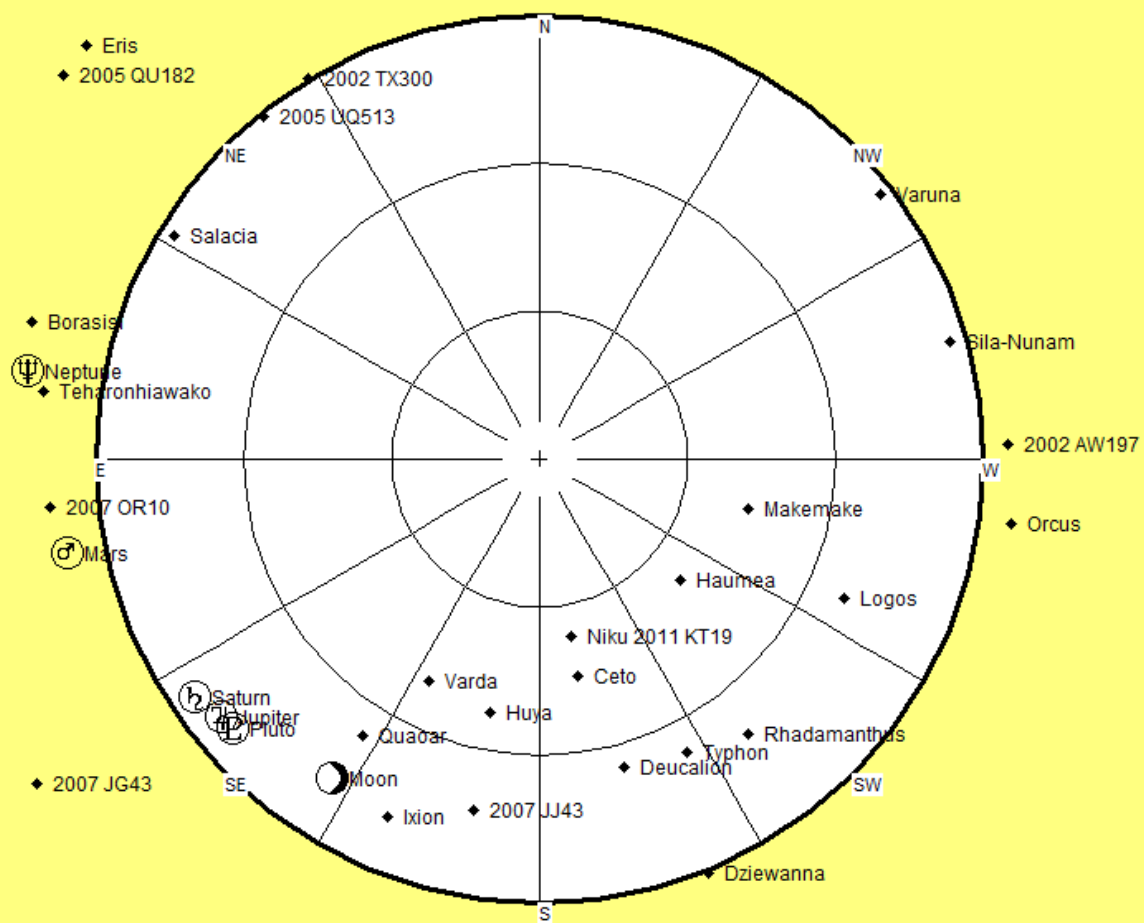 N
Eris
2005 QU182
2002 TX300
2005 UQ513
NE
NW
Varuna
Salacia
Borasisi
Sila-Nunam
Neptune
Teharonhiawako
2002 AW197
E
W
2007 OR10
Makemake
Orcus
Mars
Haumea
Logos
Niku 2011 KT19
Ceto
Varda
Saturn
Huya
Jupiter
Pluto
Quaoar
Rhadamanthus
Typhon
Deucalion
Moon
2007 JG43
SE
SW
2007 JJ43
Ixion
Dziewanna
S